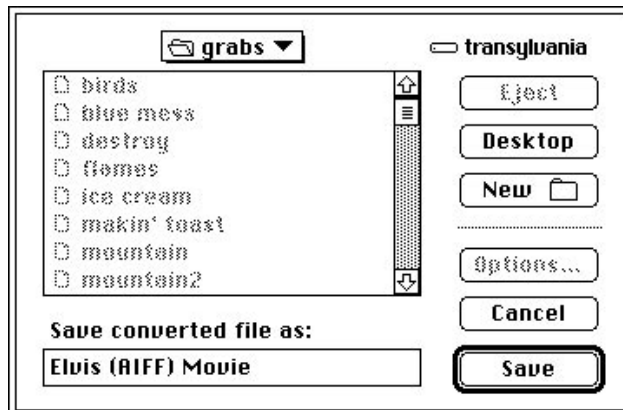 grabs
transylvania
birds
blue mess
destroy
flames
ice cream
makin' toast
mountain
mountain2
Eject
Desktop
New
Options...
Cancel
Save
Save converted file as:
Elvis (AIFF) Movie